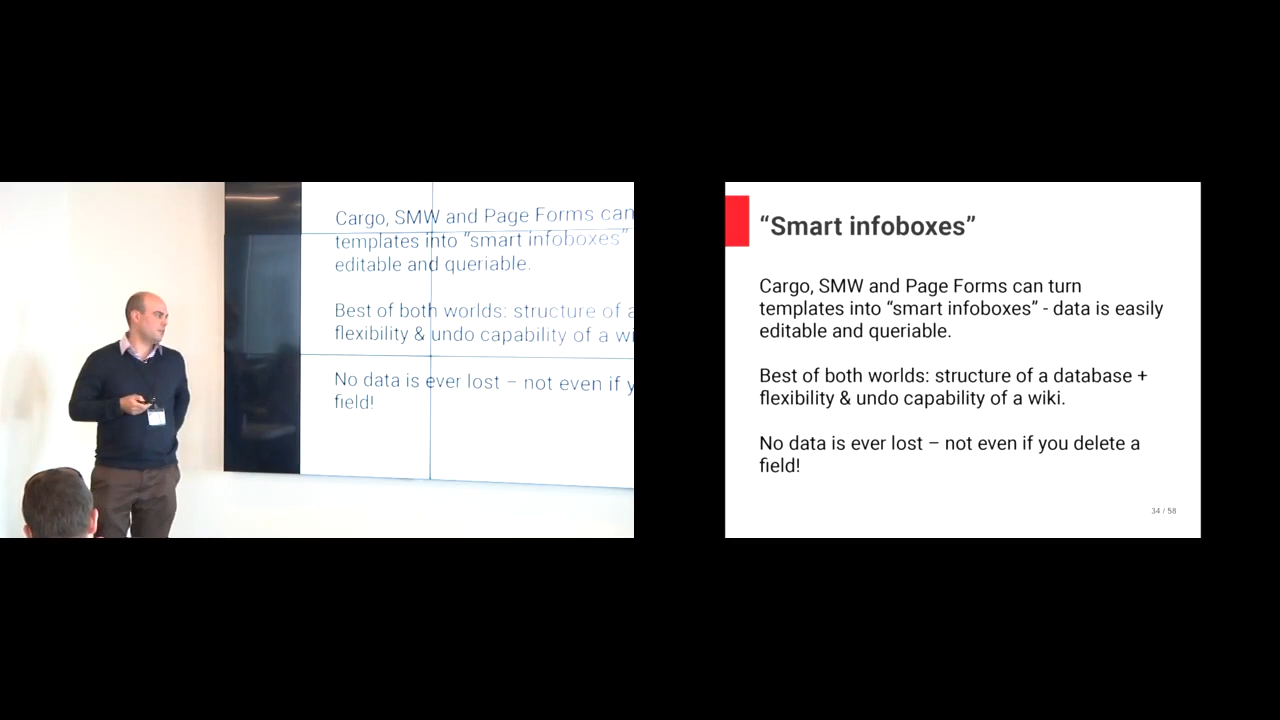 Cargo, SMW and Page Forms can
templates into “smart infoboxes”
editable and queriable.
Best of both worlds: structure of a
flexibility & undo capability of a wi
No data is ever lost – not even if y
field!
“Smart infoboxes”
Cargo, SMW and Page Forms can turn
templates into “smart infoboxes” - data is easily
editable and queriable.
Best of both worlds: structure of a database +
flexibility & undo capability of a wiki.
No data is ever lost – not even if you delete a
field!
34 / 58